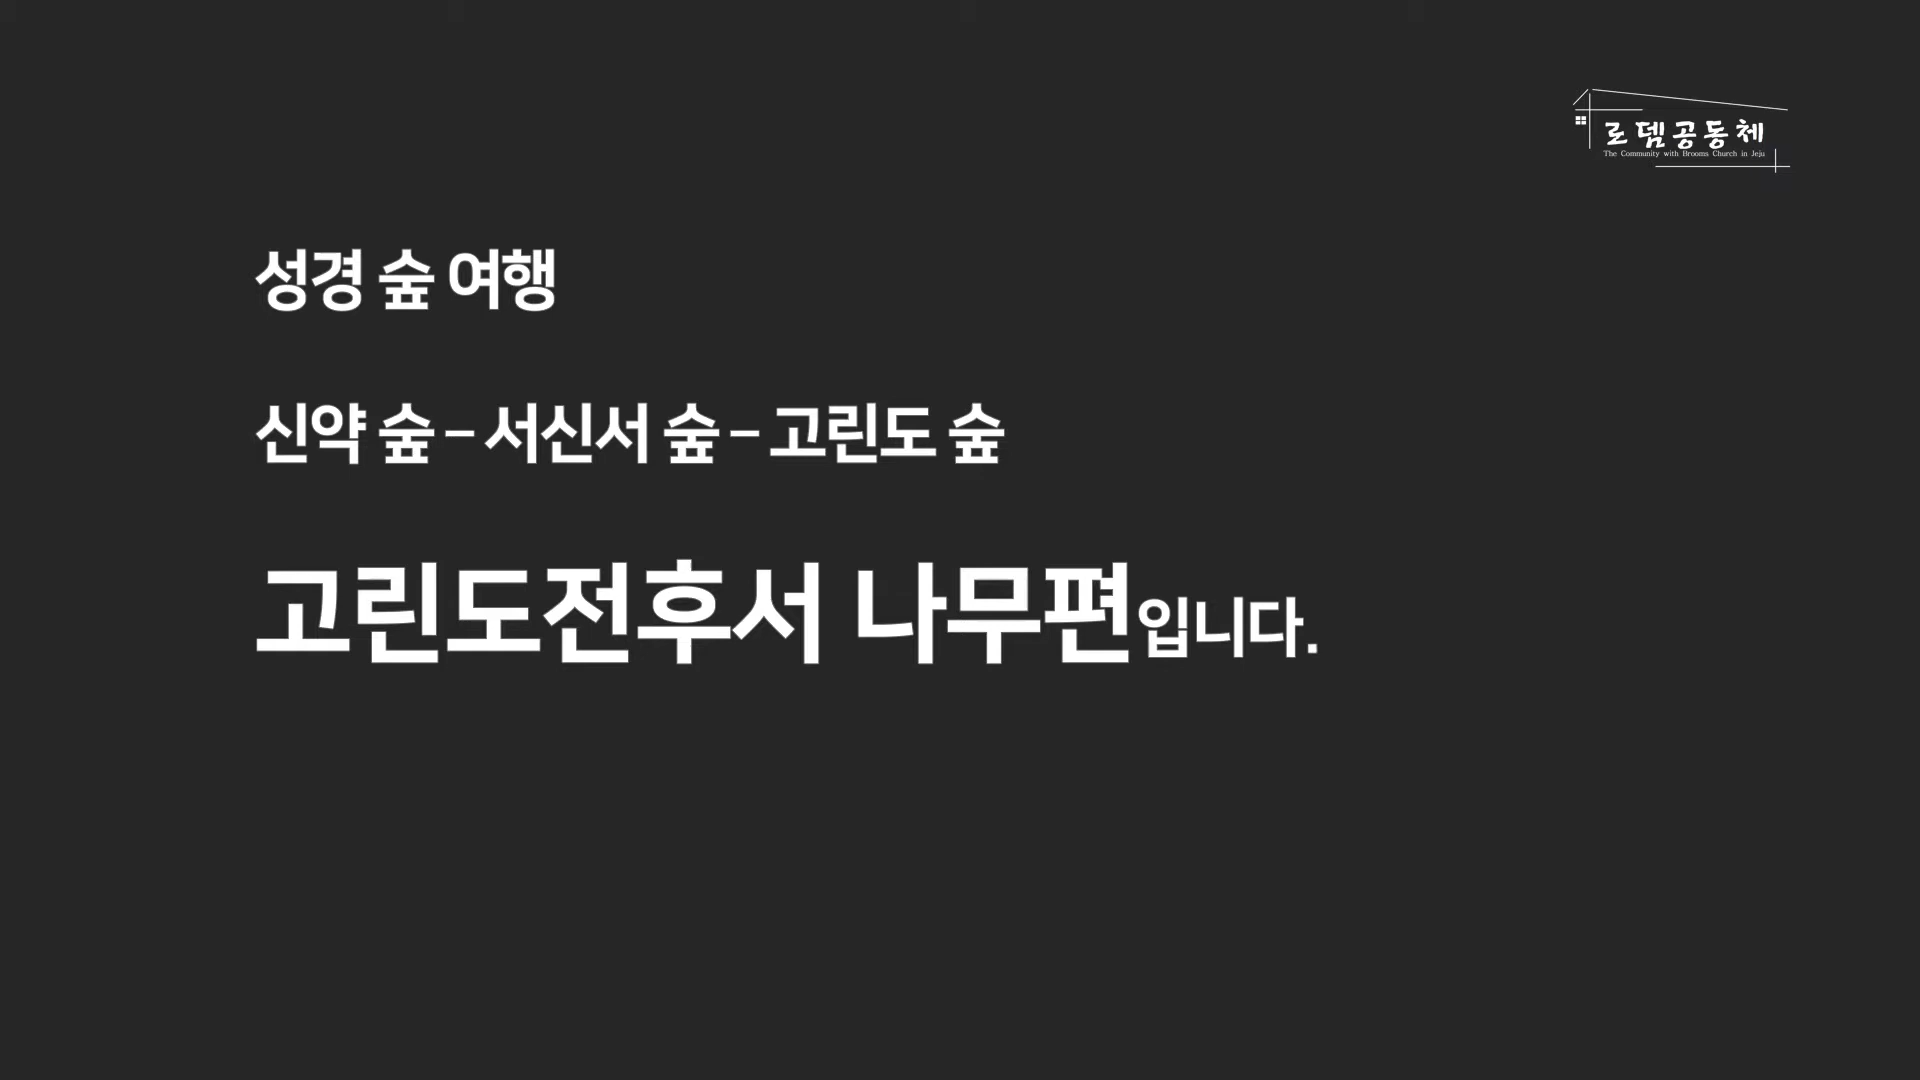 로뎀공동체
The Community with Brooms Church in Jeju
성경 숲 여행
신약 숲 – 서신서 숲 – 고린도 숲
고린도전후서 나무편입니다.